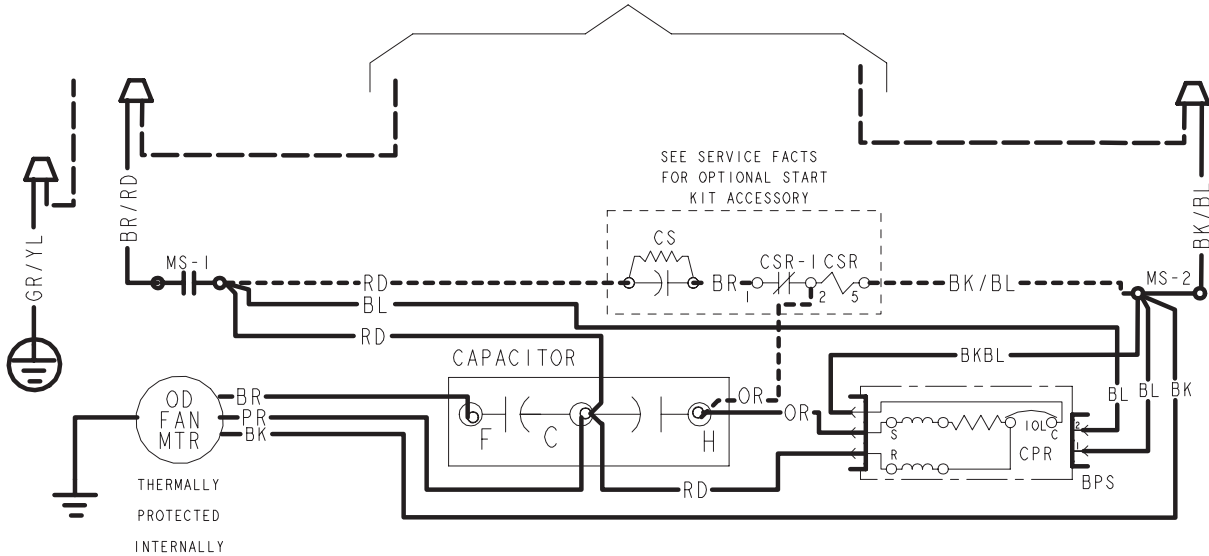 SEE SERVICE FACTS
FOR OPTIONAL START
KIT ACCESSORY
BR/RD
BK/BL
GR/YL
MS-1
RD
CS
BR
1
CSR-1
CSR
2
5
BK/BL
MS-2
BL
RD
BKBL
CAPACITOR
BL
BL
BK
OD
FAN
MTR
BR
PR
BK
F
C
H
OR
OR
S
R
IOL
C
CPR
2
1
BPS
RD
THERMALLY
PROTECTED
INTERNALLY